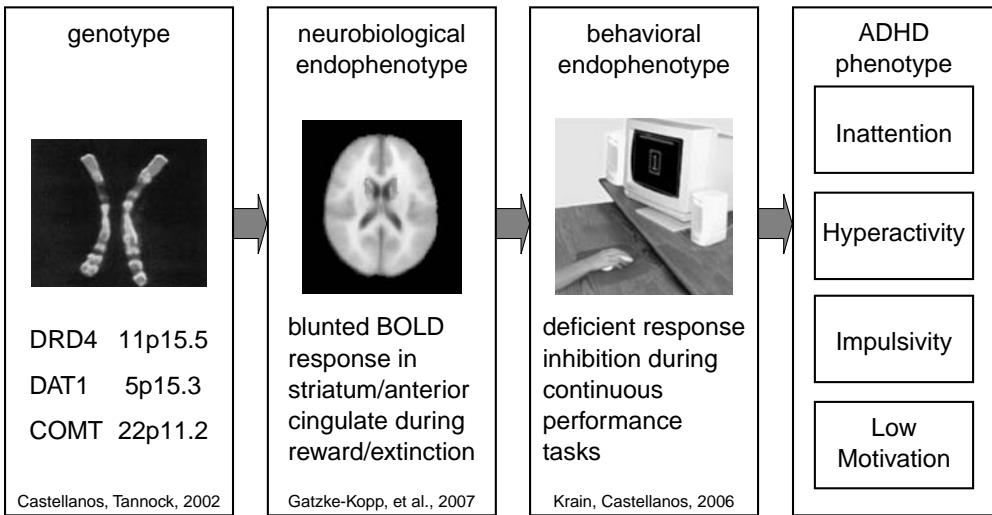 genotype
DRD4 11p15.5
DAT1 5p15.3
COMT 22p11.2
Castellanos, Tannock, 2002
neurobiological
endophenotype
blunted BOLD
response in
striatum/anterior
cingulate during
reward/extinction
Gatzke-Kopp, et al., 2007
behavioral
endophenotype
deficient response
inhibition during
continuous
performance
tasks
Krain, Castellanos, 2006
ADHD
phenotype
Inattention
Hyperactivity
Impulsivity
Low
Motivation